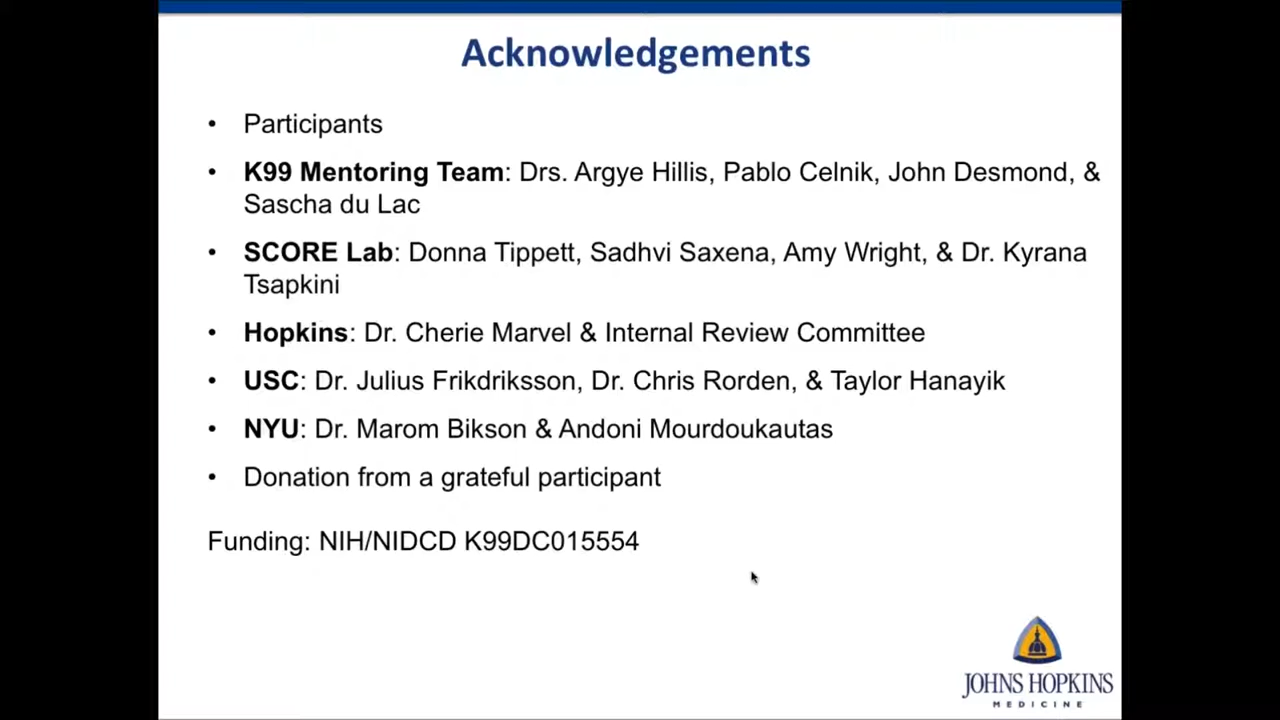 Acknowledgements
• Participants
• K99 Mentoring Team: Drs. Argye Hillis, Pablo Celnik, John Desmond, &
Sascha du Lac
• SCORE Lab: Donna Tippett, Sadhvi Saxena, Amy Wright, & Dr. Kyrana
Tsapkini
• Hopkins: Dr. Cherie Marvel & Internal Review Committee
• USC: Dr. Julius Frikdriksson, Dr. Chris Rorden, & Taylor Hanayik
• NYU: Dr. Marom Bikson & Andoni Mourdoukautas
• Donation from a grateful participant
Funding: NIH/NIDCD K99DC015554
JOHNS HOPKINS
MEDICINE